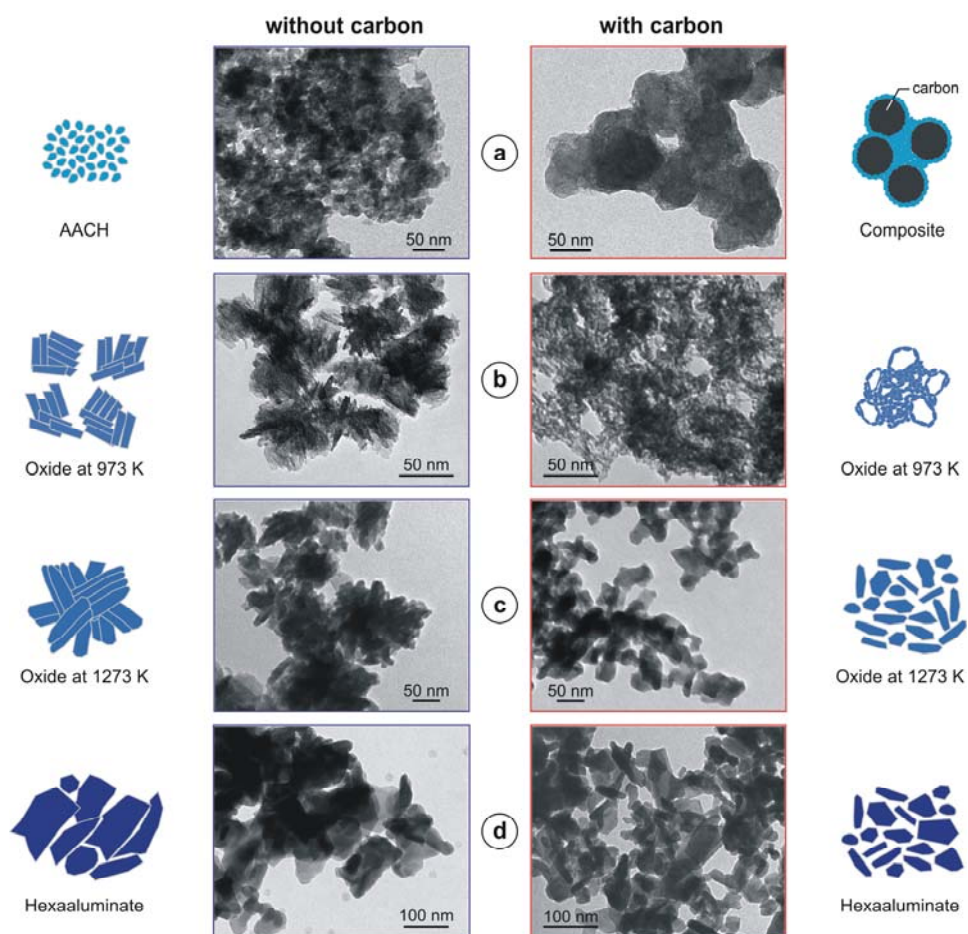 without carbon
with carbon
carbon
AACH
50 nm
a
50 nm
Composite
Oxide at 973 K
50 nm
b
50 nm
Oxide at 973 K
Oxide at 1273 K
50 nm
c
50 nm
Oxide at 1273 K
Hexaaluminate
100 nm
d
100 nm
Hexaaluminate